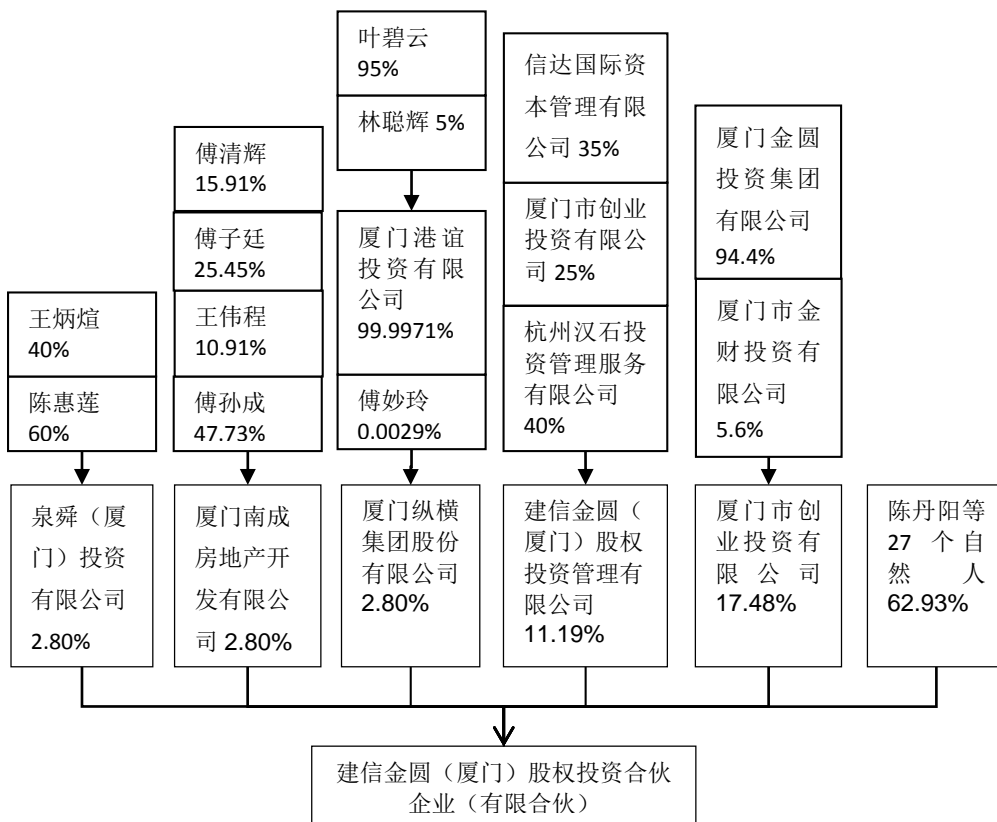 叶碧云
95%
林聪辉 5%
信达国际资
本管理有限
公司 35%
厦门市创业
投资有限公
司 25%
杭州汉石投
资管理服务
有限公司
40%
厦门金圆
投资集团
有限公司
94.4%
厦门市金
财投资有
限公司
5.6%
傅清辉
15.91%
傅子廷
25.45%
王伟程
10.91%
傅孙成
47.73%
厦门港谊
投资有限
公司
99.9971%
傅妙玲
0.0029%
王炳煊
40%
陈惠莲
60%
泉舜（厦
门）投资
有限公司
2.80%
厦门南成
房地产开
发有限公
司 2.80%
厦门纵横
集团股份
有限公司
2.80%
建信金圆（
厦门）股权
投资管理有
限公司
11.19%
厦门市创
业投资有
限公司
17.48%
陈丹阳等
27 个自
然人
62.93%
建信金圆（厦门）股权投资合伙
企业（有限合伙）